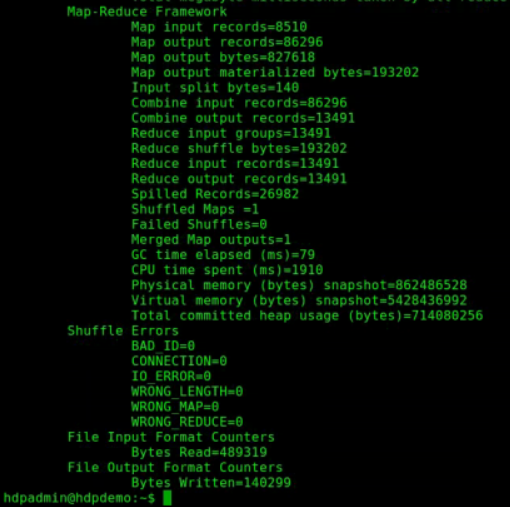 Map-Reduce Framework
Map input records=8510
Map output records=86296
Map output bytes=827618
Map output materialized bytes=193202
Input split bytes=140
Combine input records=86296
Combine output records=13491
Reduce input groups=13491
Reduce shuffle bytes=193202
Reduce input records=13491
Reduce output records=13491
Spilled Records=26982
Shuffled Maps =1
Failed Shuffles=0
Merged Map outputs=1
GC time elapsed (ms)=79
CPU time spent (ms)=1910
Physical memory (bytes) snapshot=862486528
Virtual memory (bytes) snapshot=5428436992
Total committed heap usage (bytes)=714080256
Shuffle Errors
BAD_ID=0
CONNECTION=0
IO_ERROR=0
WRONG_LENGTH=0
WRONG_MAP=0
WRONG_REDUCE=0
File Input Format Counters
Bytes Read=489319
File Output Format Counters
Bytes Written=140299
hdpadmin@hdpdemo:~$